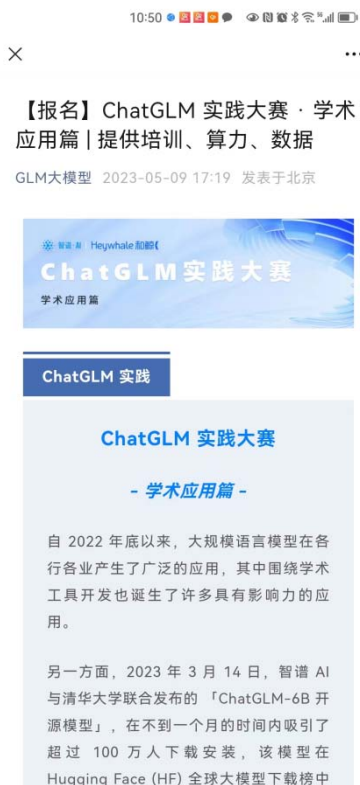 10:50
【报名】ChatGLM 实践大赛 · 学术
应用篇 | 提供培训、算力、数据
GLM大模型 2023-05-09 17:19 发表于北京
智谱·AI Heywhale 和鲸
ChatGLM实践大赛
学术应用篇
ChatGLM 实践
ChatGLM 实践大赛
- 学术应用篇 -
自 2022 年底以来，大规模语言模型在各
行各业产生了广泛的应用，其中围绕学术
工具开发也诞生了许多具有影响力的应
用。
另一方面，2023 年 3 月 14 日，智谱 AI
与清华大学联合发布的 「ChatGLM-6B 开
源模型」，在不到一个月的时间内吸引了
超过 100 万人下载安装，该模型在
Hugging Face (HF) 全球大模型下载榜中